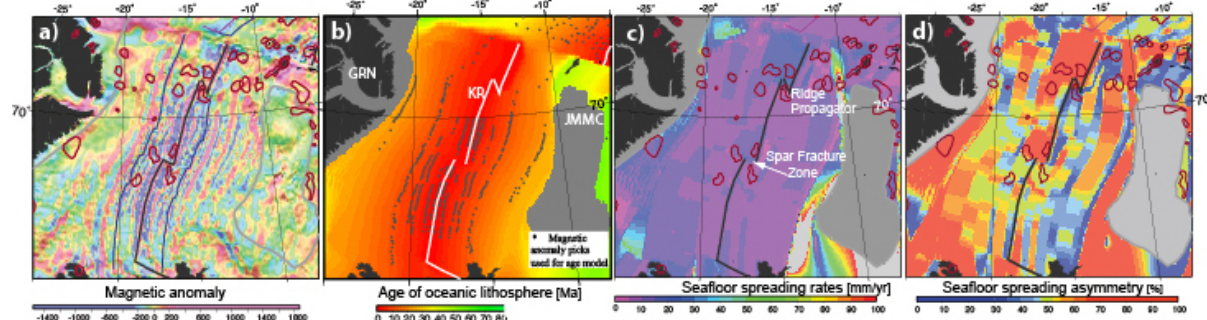 -25° -20° -15° -10° -25° -20° -15° -10° -25° -20° -15° -10° -25° -20° -15° -10°
a) b) c) d)
GRN
KR
JMMC
Ridge
Propagator
70° 70° 70° 70°
Spar Fracture
Zone
• Magnetic
anomaly picks
used for age model
Magnetic anomaly
Age of oceanic lithosphere [Ma]
Seafloor spreading rates [mm/yr]
Seafloor spreading asymmetry [%]
-1400 -1000 -600 -200 200 600 1000 1400 1800
0 10 20 30 40 50 60 70 80
0 10 20 30 40 50 60 70 80 90 100
0 10 20 30 40 50 60 70 80 90 100